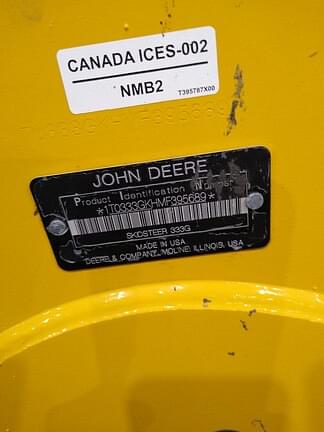 CANADA ICES-002
NMB2
T395787X00
JOHN DEERE
Product Identification Number
*1T0333GKHMF395689*
SKIDSTEER 333G
MADE IN USA
DEERE & COMPANY, MOLINE, ILLINOIS, USA